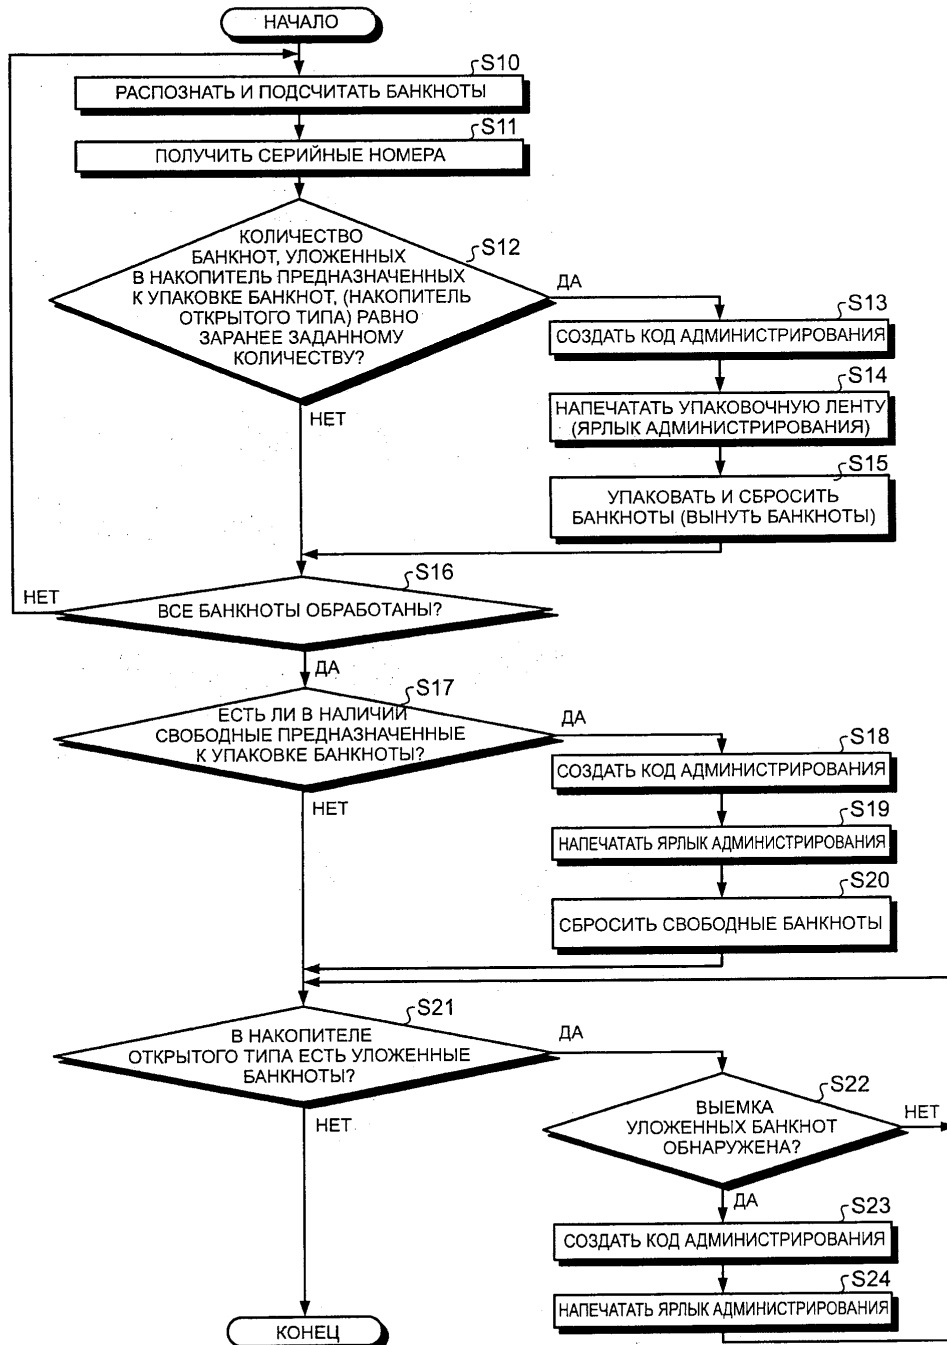 НАЧАЛО
S10
РАСПОЗНАТЬ И ПОДСЧИТАТЬ БАНКНОТЫ
S11
ПОЛУЧИТЬ СЕРИЙНЫЕ НОМЕРА
S12
КОЛИЧЕСТВО
БАНКНОТ, УЛОЖЕННЫХ
В НАКОПИТЕЛЬ ПРЕДНАЗНАЧЕННЫХ
К УПАКОВКЕ БАНКНОТ, (НАКОПИТЕЛЬ
ОТКРЫТОГО ТИПА) РАВНО
ЗАРАНЕЕ ЗАДАННОМУ
КОЛИЧЕСТВУ?
ДА
НЕТ
S13
СОЗДАТЬ КОД АДМИНИСТРИРОВАНИЯ
S14
НАПЕЧАТАТЬ УПАКОВОЧНУЮ ЛЕНТУ
(ЯРЛЫК АДМИНИСТРИРОВАНИЯ)
S15
УПАКОВАТЬ И СБРОСИТЬ
БАНКНОТЫ (ВЫНУТЬ БАНКНОТЫ)
S16
НЕТ
ВСЕ БАНКНОТЫ ОБРАБОТАНЫ?
ДА
S17
ЕСТЬ ЛИ В НАЛИЧИИ
СВОБОДНЫЕ ПРЕДНАЗНАЧЕННЫЕ
К УПАКОВКЕ БАНКНОТЫ?
ДА
НЕТ
S18
СОЗДАТЬ КОД АДМИНИСТРИРОВАНИЯ
S19
НАПЕЧАТАТЬ ЯРЛЫК АДМИНИСТРИРОВАНИЯ
S20
СБРОСИТЬ СВОБОДНЫЕ БАНКНОТЫ
S21
В НАКОПИТЕЛЕ
ОТКРЫТОГО ТИПА ЕСТЬ УЛОЖЕННЫЕ
БАНКНОТЫ?
ДА
НЕТ
S22
ВЫЕМКА
УЛОЖЕННЫХ БАНКНОТ
ОБНАРУЖЕНА?
НЕТ
ДА
S23
СОЗДАТЬ КОД АДМИНИСТРИРОВАНИЯ
S24
НАПЕЧАТАТЬ ЯРЛЫК АДМИНИСТРИРОВАНИЯ
КОНЕЦ